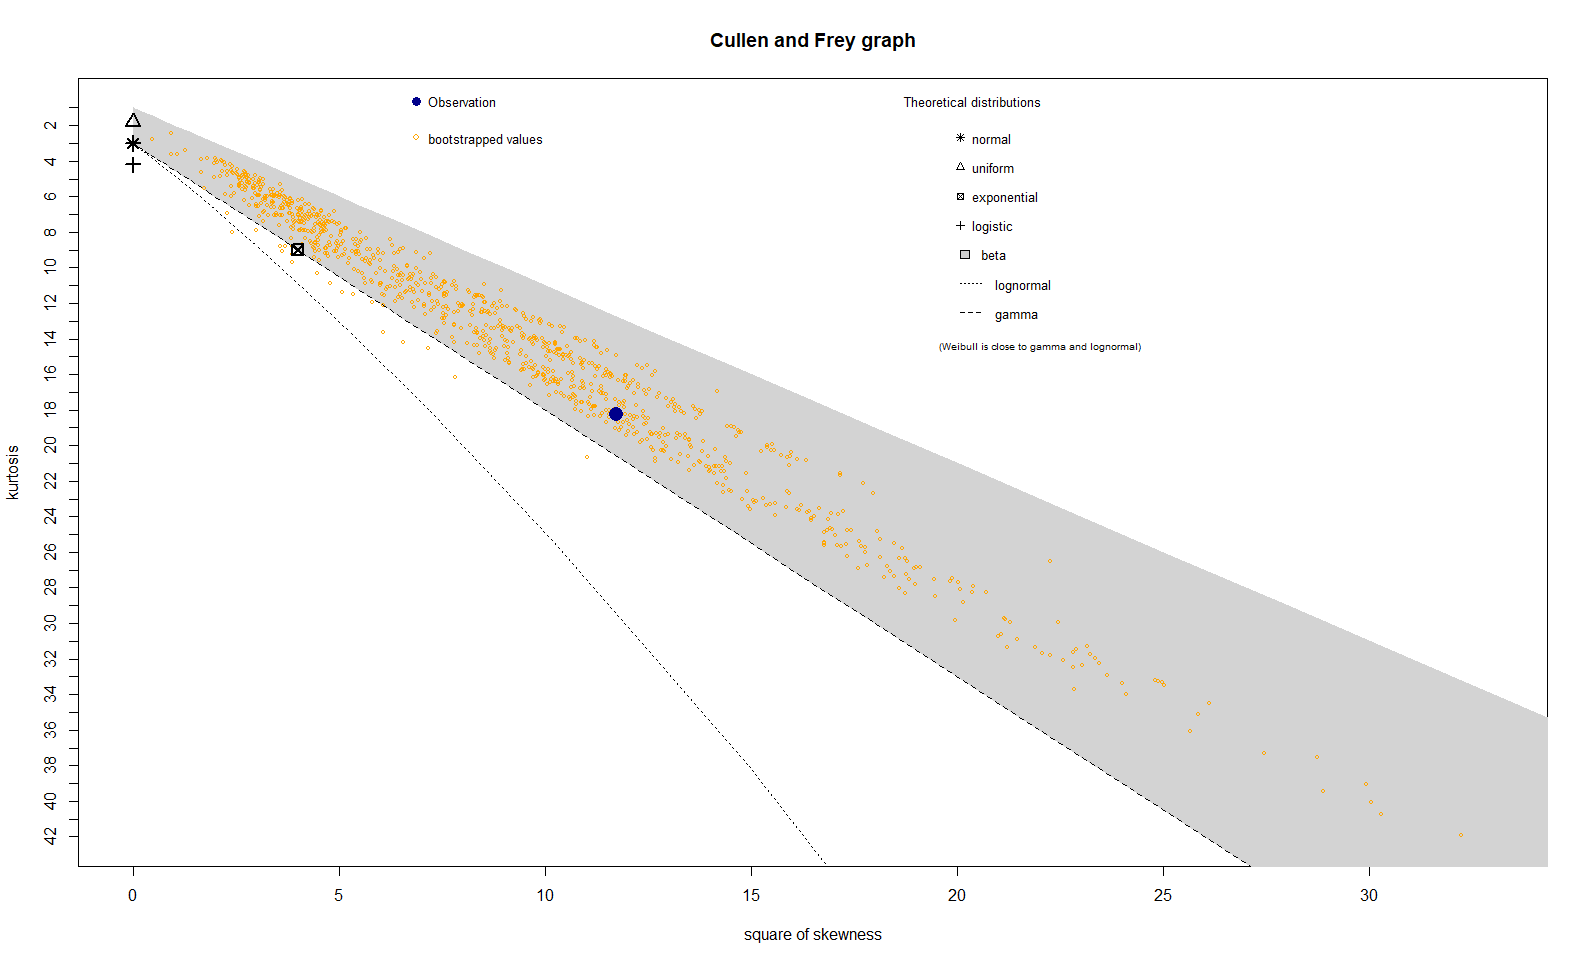 Cullen and Frey graph
Observation
bootstrapped values
Theoretical distributions
normal
uniform
exponential
logistic
beta
lognormal
gamma
(Weibull is close to gamma and lognormal)
kurtosis
2
4
6
8
10
12
14
16
18
20
22
24
26
28
30
32
34
36
38
40
42
0 5 10 15 20 25 30
square of skewness